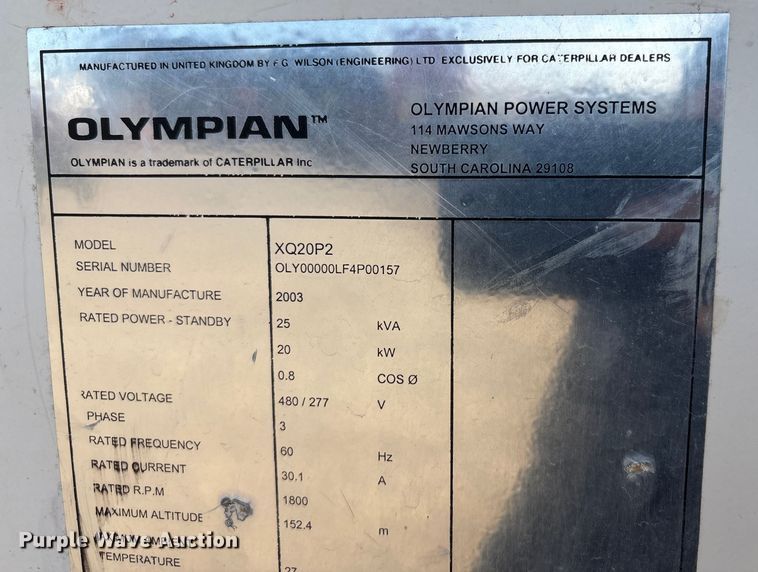 MANUFACTURED IN UNITED KINGDOM BY F.G. WILSON (ENGINEERING) LTD. EXCLUSIVELY FOR CATERPILLAR DEALERS
OLYMPIAN™
OLYMPIAN is a trademark of CATERPILLAR Inc
OLYMPIAN POWER SYSTEMS
114 MAWSONS WAY
NEWBERRY
SOUTH CAROLINA 29108
MODEL XQ20P2
SERIAL NUMBER OLY00000LF4P00157
YEAR OF MANUFACTURE 2003
RATED POWER - STANDBY 25 kVA
20 kW
0.8 COS Ø
RATED VOLTAGE 480 / 277 V
PHASE 3
RATED FREQUENCY 60 Hz
RATED CURRENT 30.1 A
RATED R.P.M 1800
MAXIMUM ALTITUDE 152.4 m
TEMPERATURE 27
Purple Wave Auction